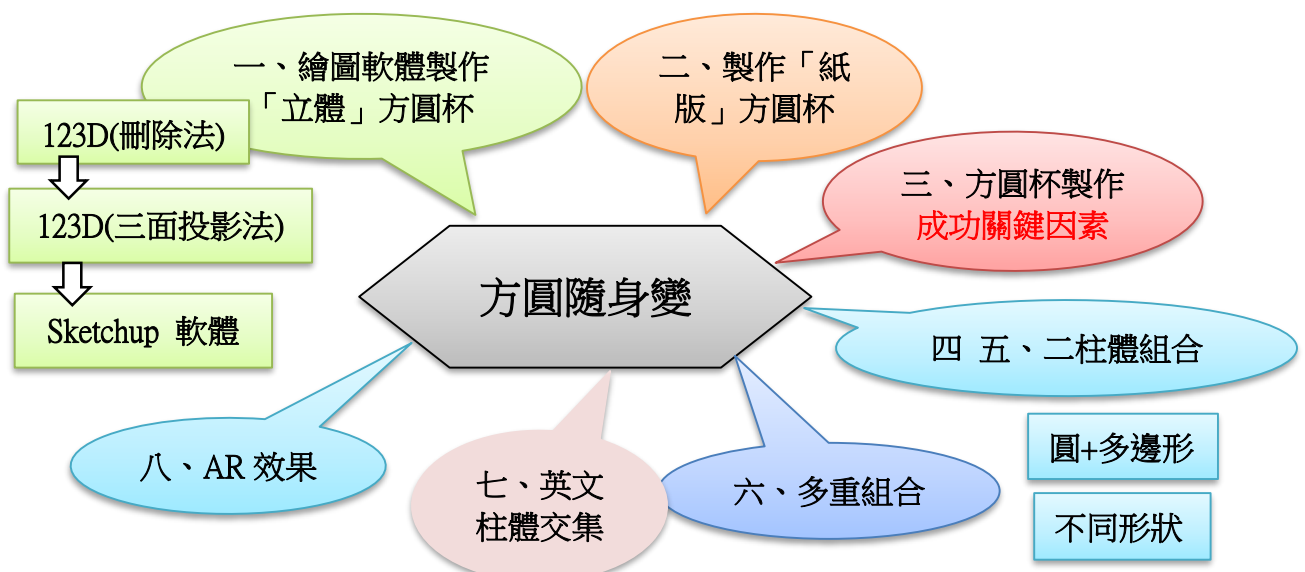 一、繪圖軟體製作
「立體」方圓杯
123D(刪除法)
123D(三面投影法)
Sketchup 軟體
二、製作「紙
版」方圓杯
三、方圓杯製作
成功關鍵因素
方圓隨身變
四 五、二柱體組合
圓+多邊形
不同形狀
六、多重組合
七、英文
柱體交集
八、AR 效果